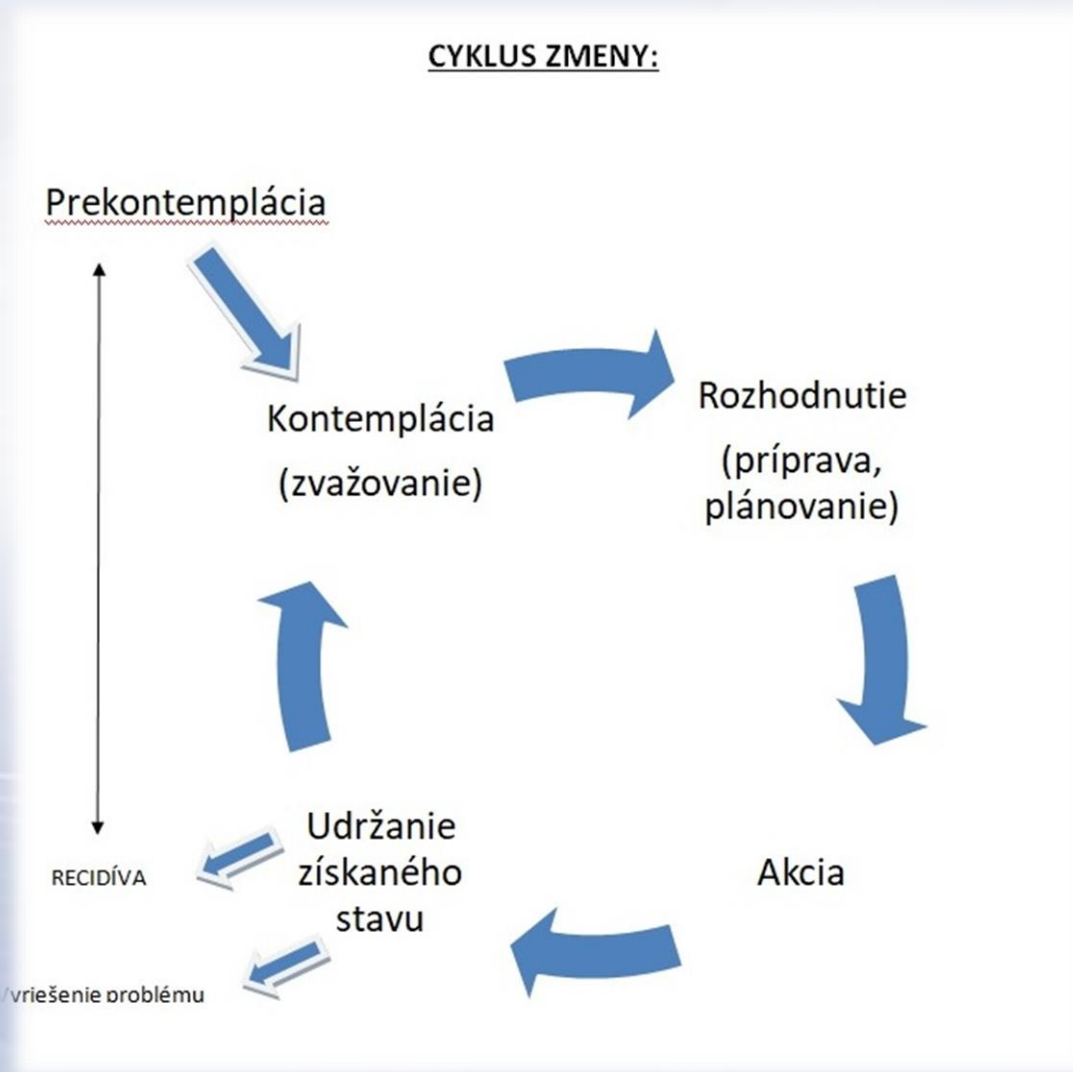 CYKLUS ZMENY:
Prekontemplácia
Kontemplácia
(zvažovanie)
Rozhodnutie
(príprava,
plánovanie)
Akcia
Udržanie
získaného
stavu
RECIDÍVA
vriešenie problému